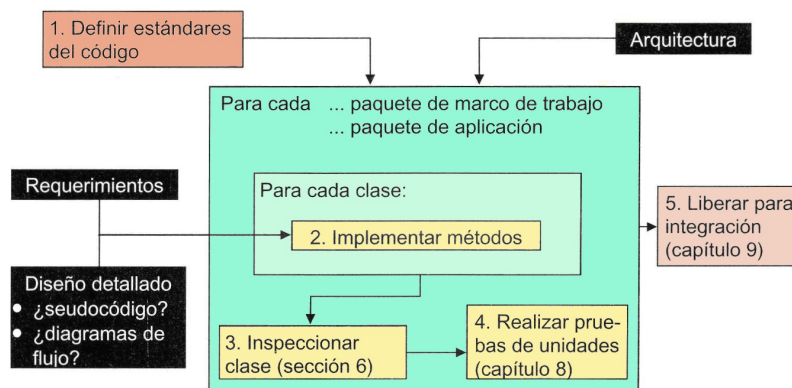 1. Definir estándares
del código
Arquitectura
Para cada ... paquete de marco de trabajo
... paquete de aplicación
Requerimientos
Para cada clase:
2. Implementar métodos
5. Liberar para
integración
(capítulo 9)
Diseño detallado
• ¿seudocódigo?
• ¿diagramas de
flujo?
3. Inspeccionar
clase (sección 6)
4. Realizar prue-
bas de unidades
(capítulo 8)